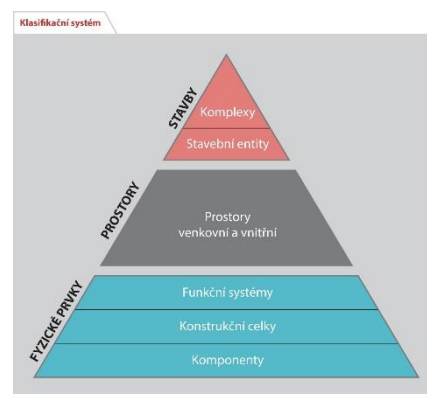 Klasifikační systém
STAVBY
Komplexy
Stavební entity
PROSTORY
Prostory
venkovní a vnitřní
FYZICKÉ PRVKY
Funkční systémy
Konstrukční celky
Komponenty